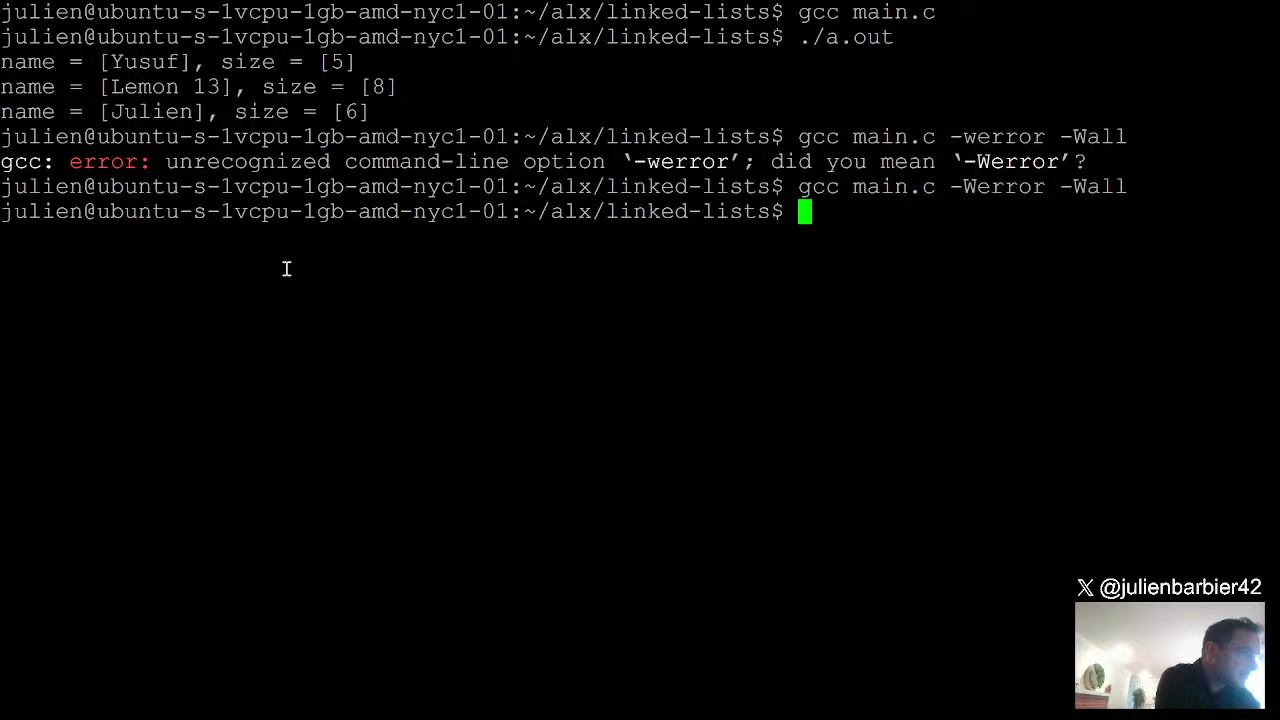 julien@ubuntu-s-1vcpu-1gb-amd-nyc1-01:~/alx/linked-lists$ gcc main.c
julien@ubuntu-s-1vcpu-1gb-amd-nyc1-01:~/alx/linked-lists$ ./a.out
name = [Yusuf], size = [5]
name = [Lemon 13], size = [8]
name = [Julien], size = [6]
julien@ubuntu-s-1vcpu-1gb-amd-nyc1-01:~/alx/linked-lists$ gcc main.c -werror -Wall
gcc: error: unrecognized command-line option ‘-werror’; did you mean ‘-Werror’?
julien@ubuntu-s-1vcpu-1gb-amd-nyc1-01:~/alx/linked-lists$ gcc main.c -Werror -Wall
julien@ubuntu-s-1vcpu-1gb-amd-nyc1-01:~/alx/linked-lists$
X @julienbarbier42